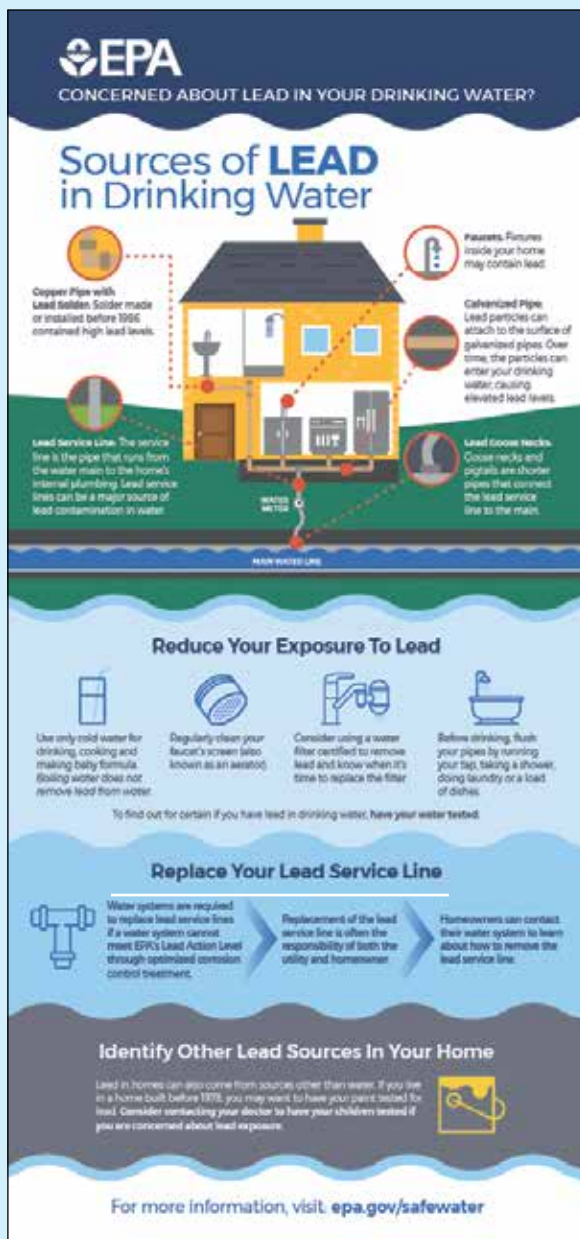 EPA
CONCERNED ABOUT LEAD IN YOUR DRINKING WATER?
Sources of LEAD
in Drinking Water
Copper Pipe with
Lead Solder: Solder made
or installed before 1986
contained high lead levels.
Faucets: Fixtures
inside your home
may contain lead.
Galvanized Pipe:
Lead particles can
attach to the surface of
galvanized pipes. Over
time, the particles can
enter your drinking
water, causing
elevated lead levels.
Lead Service Line: The service
line is the pipe that runs from
the water main to the home's
internal plumbing. Lead service
lines can be a major source of
lead contamination in water.
Lead Goose Necks:
Goose necks and
pigtails are shorter
pipes that connect
the lead service
line to the main.
WATER
METER
MAIN WATER LINE
Reduce Your Exposure To Lead
Use only cold water for
drinking, cooking and
making baby formula.
Boiling water does not
remove lead from water.
Regularly clean your
faucet's screen (also
known as an aerator).
Consider using a water
filter certified to remove
lead and know when it's
time to replace the filter.
Before drinking, flush
your pipes by running
your tap, taking a shower,
doing laundry or a load
of dishes.
To find out for certain if you have lead in drinking water, have your water tested.
Replace Your Lead Service Line
Water systems are required
to replace lead service lines
if a water system cannot
meet EPA's Lead Action Level
through optimized corrosion
control treatment.
Replacement of the lead
service line is often the
responsibility of both the
utility and homeowner.
Homeowners can contact
their water system to learn
about how to remove the
lead service line.
Identify Other Lead Sources In Your Home
Lead in homes can also come from sources other than water. If you live
in a home built before 1978, you may want to have your paint tested for
lead. Consider contacting your doctor to have your children tested if
you are concerned about lead exposure.
For more information, visit: epa.gov/safewater